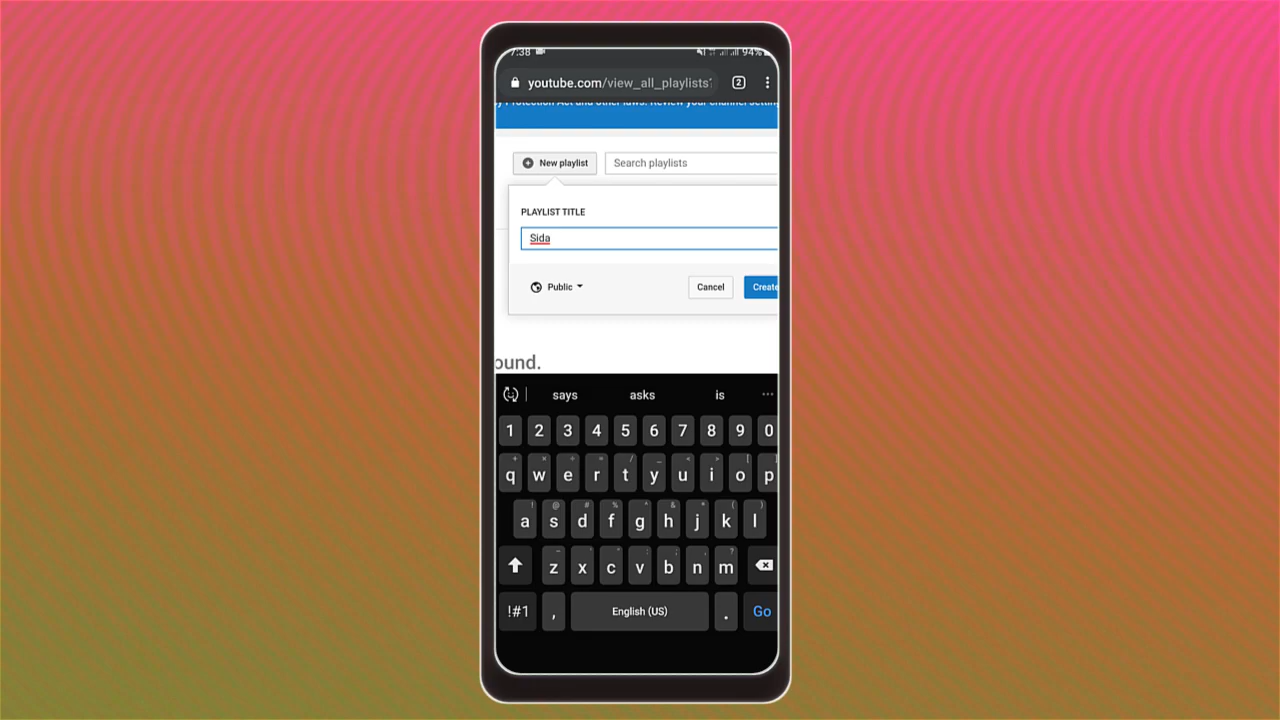 7:38 94%
youtube.com/view_all_playlists? 2
y Protection Act and other laws. Review your channel setting
New playlist Search playlists
PLAYLIST TITLE
Sida
Public Cancel Create
ound.
says asks is ...
1 2 3 4 5 6 7 8 9 0
+ × ÷ = / _ < > [ ]
q w e r t y u i o p
! @ # % ^ & * ( )
a s d f g h j k l
z x c v b n m
!#1 , English (US) . Go